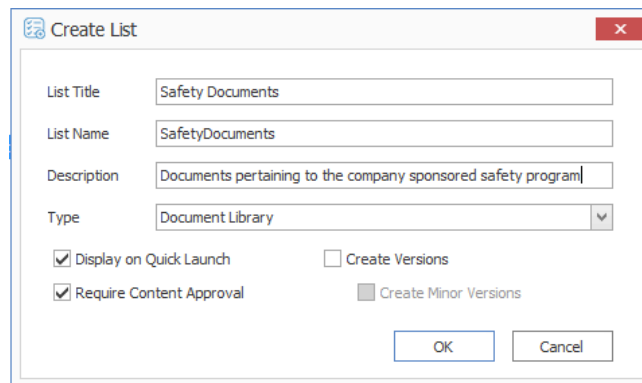 Create List
List Title Safety Documents
List Name SafetyDocuments
Description Documents pertaining to the company sponsored safety program
Type Document Library
Display on Quick Launch Create Versions
Require Content Approval Create Minor Versions
OK Cancel